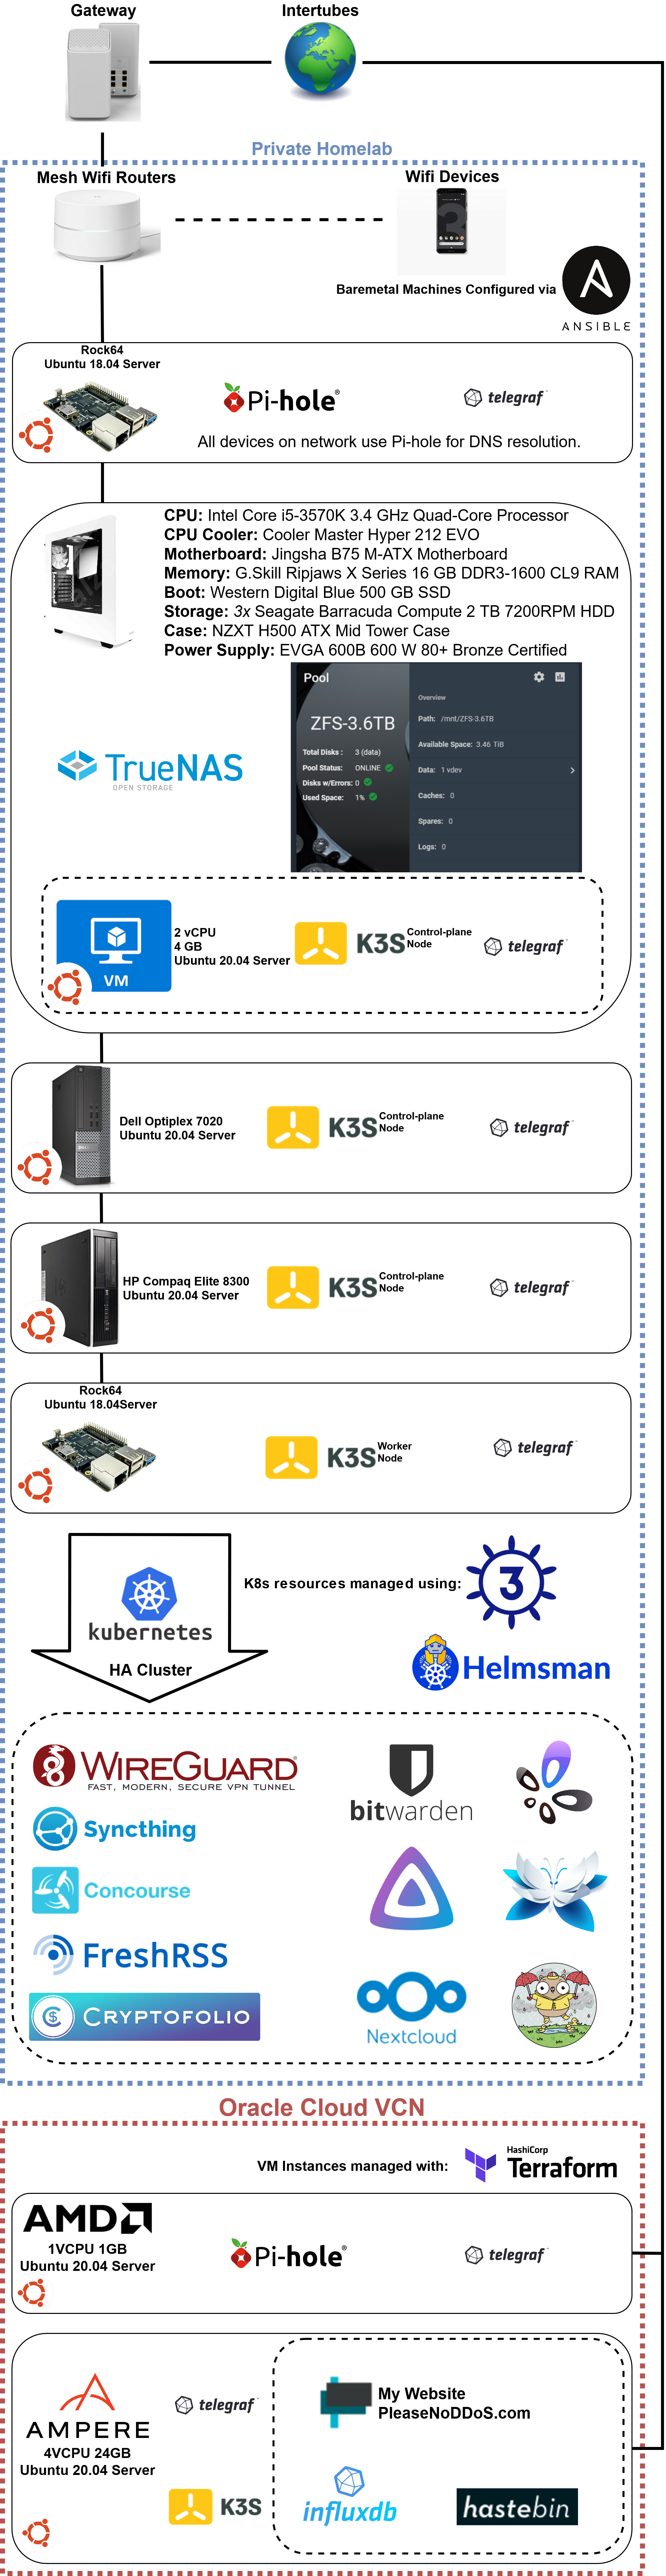 Gateway
Intertubes
Private Homelab
Mesh Wifi Routers
Wifi Devices
Baremetal Machines Configured via
ANSIBLE
Rock64
Ubuntu 18.04 Server
Pi-hole®
telegraf
All devices on network use Pi-hole for DNS resolution.
CPU: Intel Core i5-3570K 3.4 GHz Quad-Core Processor
CPU Cooler: Cooler Master Hyper 212 EVO
Motherboard: Jingsha B75 M-ATX Motherboard
Memory: G.Skill Ripjaws X Series 16 GB DDR3-1600 CL9 RAM
Boot: Western Digital Blue 500 GB SSD
Storage: 3x Seagate Barracuda Compute 2 TB 7200RPM HDD
Case: NZXT H500 ATX Mid Tower Case
Power Supply: EVGA 600B 600 W 80+ Bronze Certified
TrueNAS
OPEN STORAGE
Pool
ZFS-3.6TB
Total Disks : 3 (data)
Pool Status: ONLINE
Disks w/Errors: 0
Used Space: 1%
Overview
Path: /mnt/ZFS-3.6TB
Available Space: 3.46 TiB
Data: 1 vdev
Caches: 0
Spares: 0
Logs: 0
VM
2 vCPU
4 GB
Ubuntu 20.04 Server
K3S
Control-plane
Node
telegraf
Dell Optiplex 7020
Ubuntu 20.04 Server
K3S
Control-plane
Node
telegraf
HP Compaq Elite 8300
Ubuntu 20.04 Server
K3S
Control-plane
Node
telegraf
Rock64
Ubuntu 18.04Server
K3S
Worker
Node
telegraf
kubernetes
HA Cluster
K8s resources managed using:
3
Helmsman
WIREGUARD®
FAST, MODERN, SECURE VPN TUNNEL
bitwarden
Syncthing
Concourse
FreshRSS
CRYPTOFOLIO
Nextcloud
Oracle Cloud VCN
VM Instances managed with:
HashiCorp
Terraform
AMD
1VCPU 1GB
Ubuntu 20.04 Server
Pi-hole®
telegraf
AMPERE
4VCPU 24GB
Ubuntu 20.04 Server
telegraf
K3S
My Website
PleaseNoDDoS.com
influxdb
hastebin